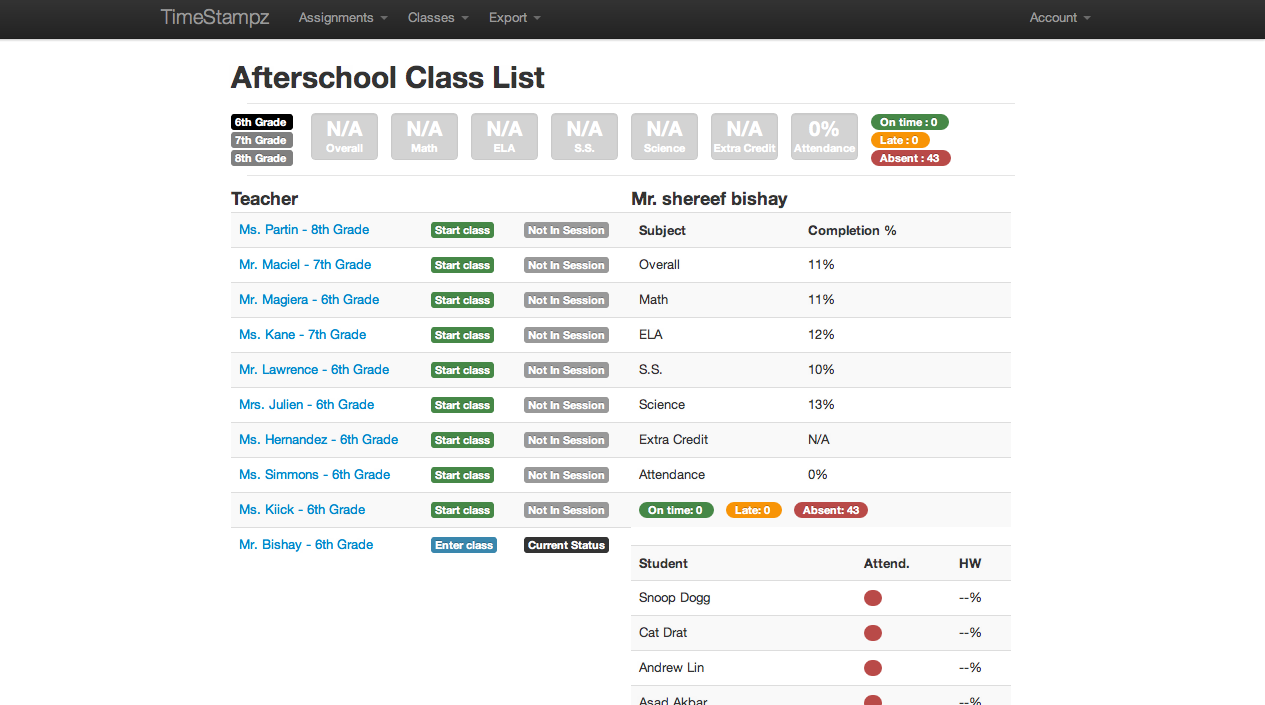 TimeStampz Assignments Classes Export Account
Afterschool Class List
6th Grade
7th Grade
8th Grade
N/A Overall
N/A Math
N/A ELA
N/A S.S.
N/A Science
N/A Extra Credit
0% Attendance
On time : 0
Late : 0
Absent : 43
Teacher
Ms. Partin - 8th Grade Start class Not In Session
Mr. Maciel - 7th Grade Start class Not In Session
Mr. Magiera - 6th Grade Start class Not In Session
Ms. Kane - 7th Grade Start class Not In Session
Mr. Lawrence - 6th Grade Start class Not In Session
Mrs. Julien - 6th Grade Start class Not In Session
Ms. Hernandez - 6th Grade Start class Not In Session
Ms. Simmons - 6th Grade Start class Not In Session
Ms. Kiick - 6th Grade Start class Not In Session
Mr. Bishay - 6th Grade Enter class Current Status
Mr. shereef bishay
Subject Completion %
Overall 11%
Math 11%
ELA 12%
S.S. 10%
Science 13%
Extra Credit N/A
Attendance 0%
On time: 0 Late: 0 Absent: 43
Student Attend. HW
Snoop Dogg --%
Cat Drat --%
Andrew Lin --%
Asad Akbar --%